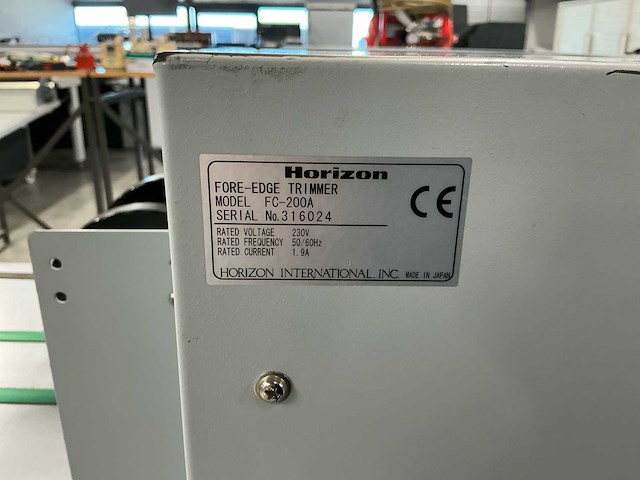 Horizon
FORE-EDGE TRIMMER
MODEL FC-200A
SERIAL No.316024
CE
RATED VOLTAGE 230V
RATED FREQUENCY 50/60Hz
RATED CURRENT 1.9A
HORIZON INTERNATIONAL, INC. MADE IN JAPAN